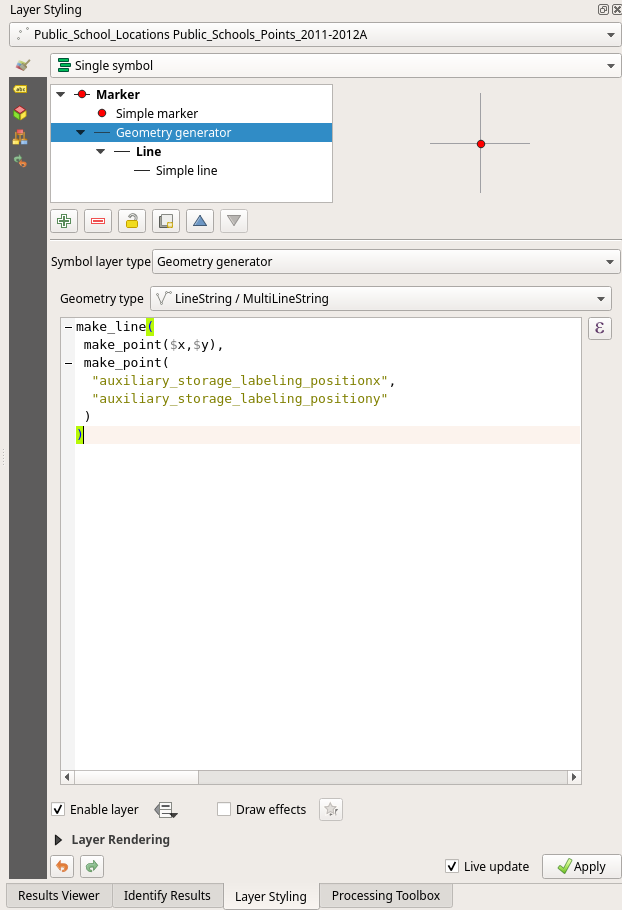 Layer Styling
Public_School_Locations Public_Schools_Points_2011-2012A
Single symbol
abc
Marker
Simple marker
Geometry generator
Line
Simple line
Symbol layer type Geometry generator
Geometry type LineString / MultiLineString
make_line(
make_point($x,$y),
make_point(
"auxiliary_storage_labeling_positionx",
"auxiliary_storage_labeling_positiony"
)
)
ε
Enable layer Draw effects
Layer Rendering
Live update Apply
Results Viewer Identify Results Layer Styling Processing Toolbox